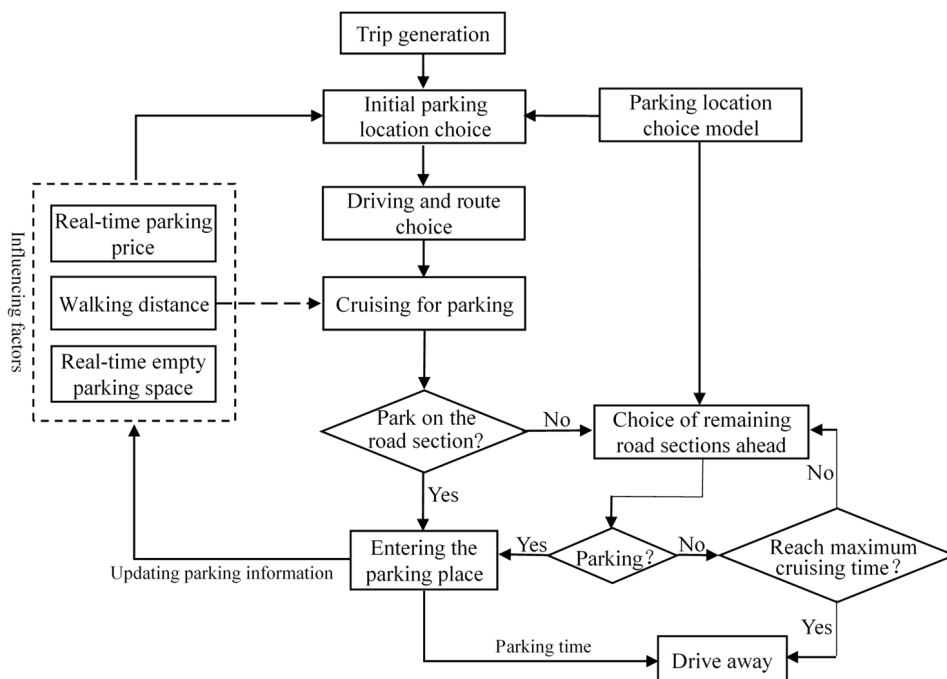 Trip generation
Initial parking
location choice
Parking location
choice model
Driving and route
choice
Influencing factors
Real-time parking
price
Walking distance
Cruising for parking
Real-time empty
parking space
Park on the
road section?
No
Choice of remaining
road sections ahead
No
Yes
Entering the
parking place
Yes
Parking?
No
Reach maximum
cruising time?
Updating parking information
Yes
Parking time
Drive away